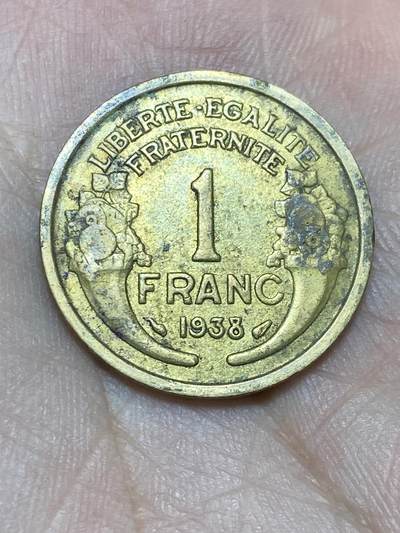 LIBERTE·EGALITE
FRATERNITE
1
FRANC
1938